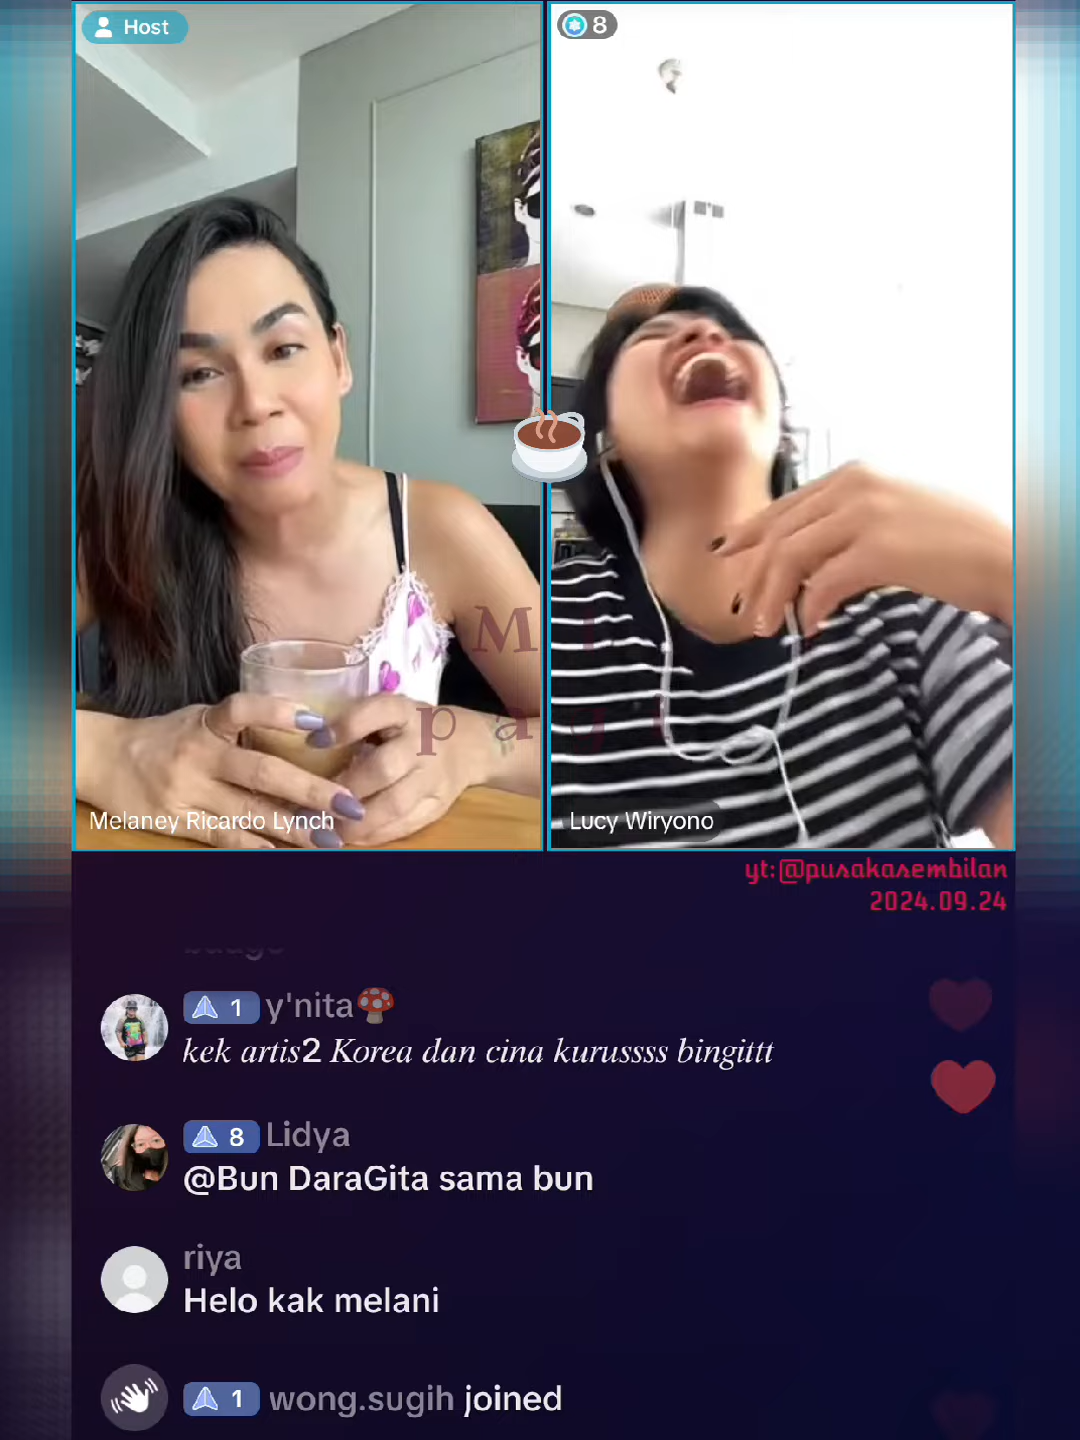 Host
8
Melaney Ricardo Lynch
Lucy Wiryono
yt:@pusakasembilan
2024.09.24
1 y'nita
kek artis2 Korea dan cina kurussss bingittt
8 Lidya
@Bun DaraGita sama bun
riya
Helo kak melani
1 wong.sugih joined